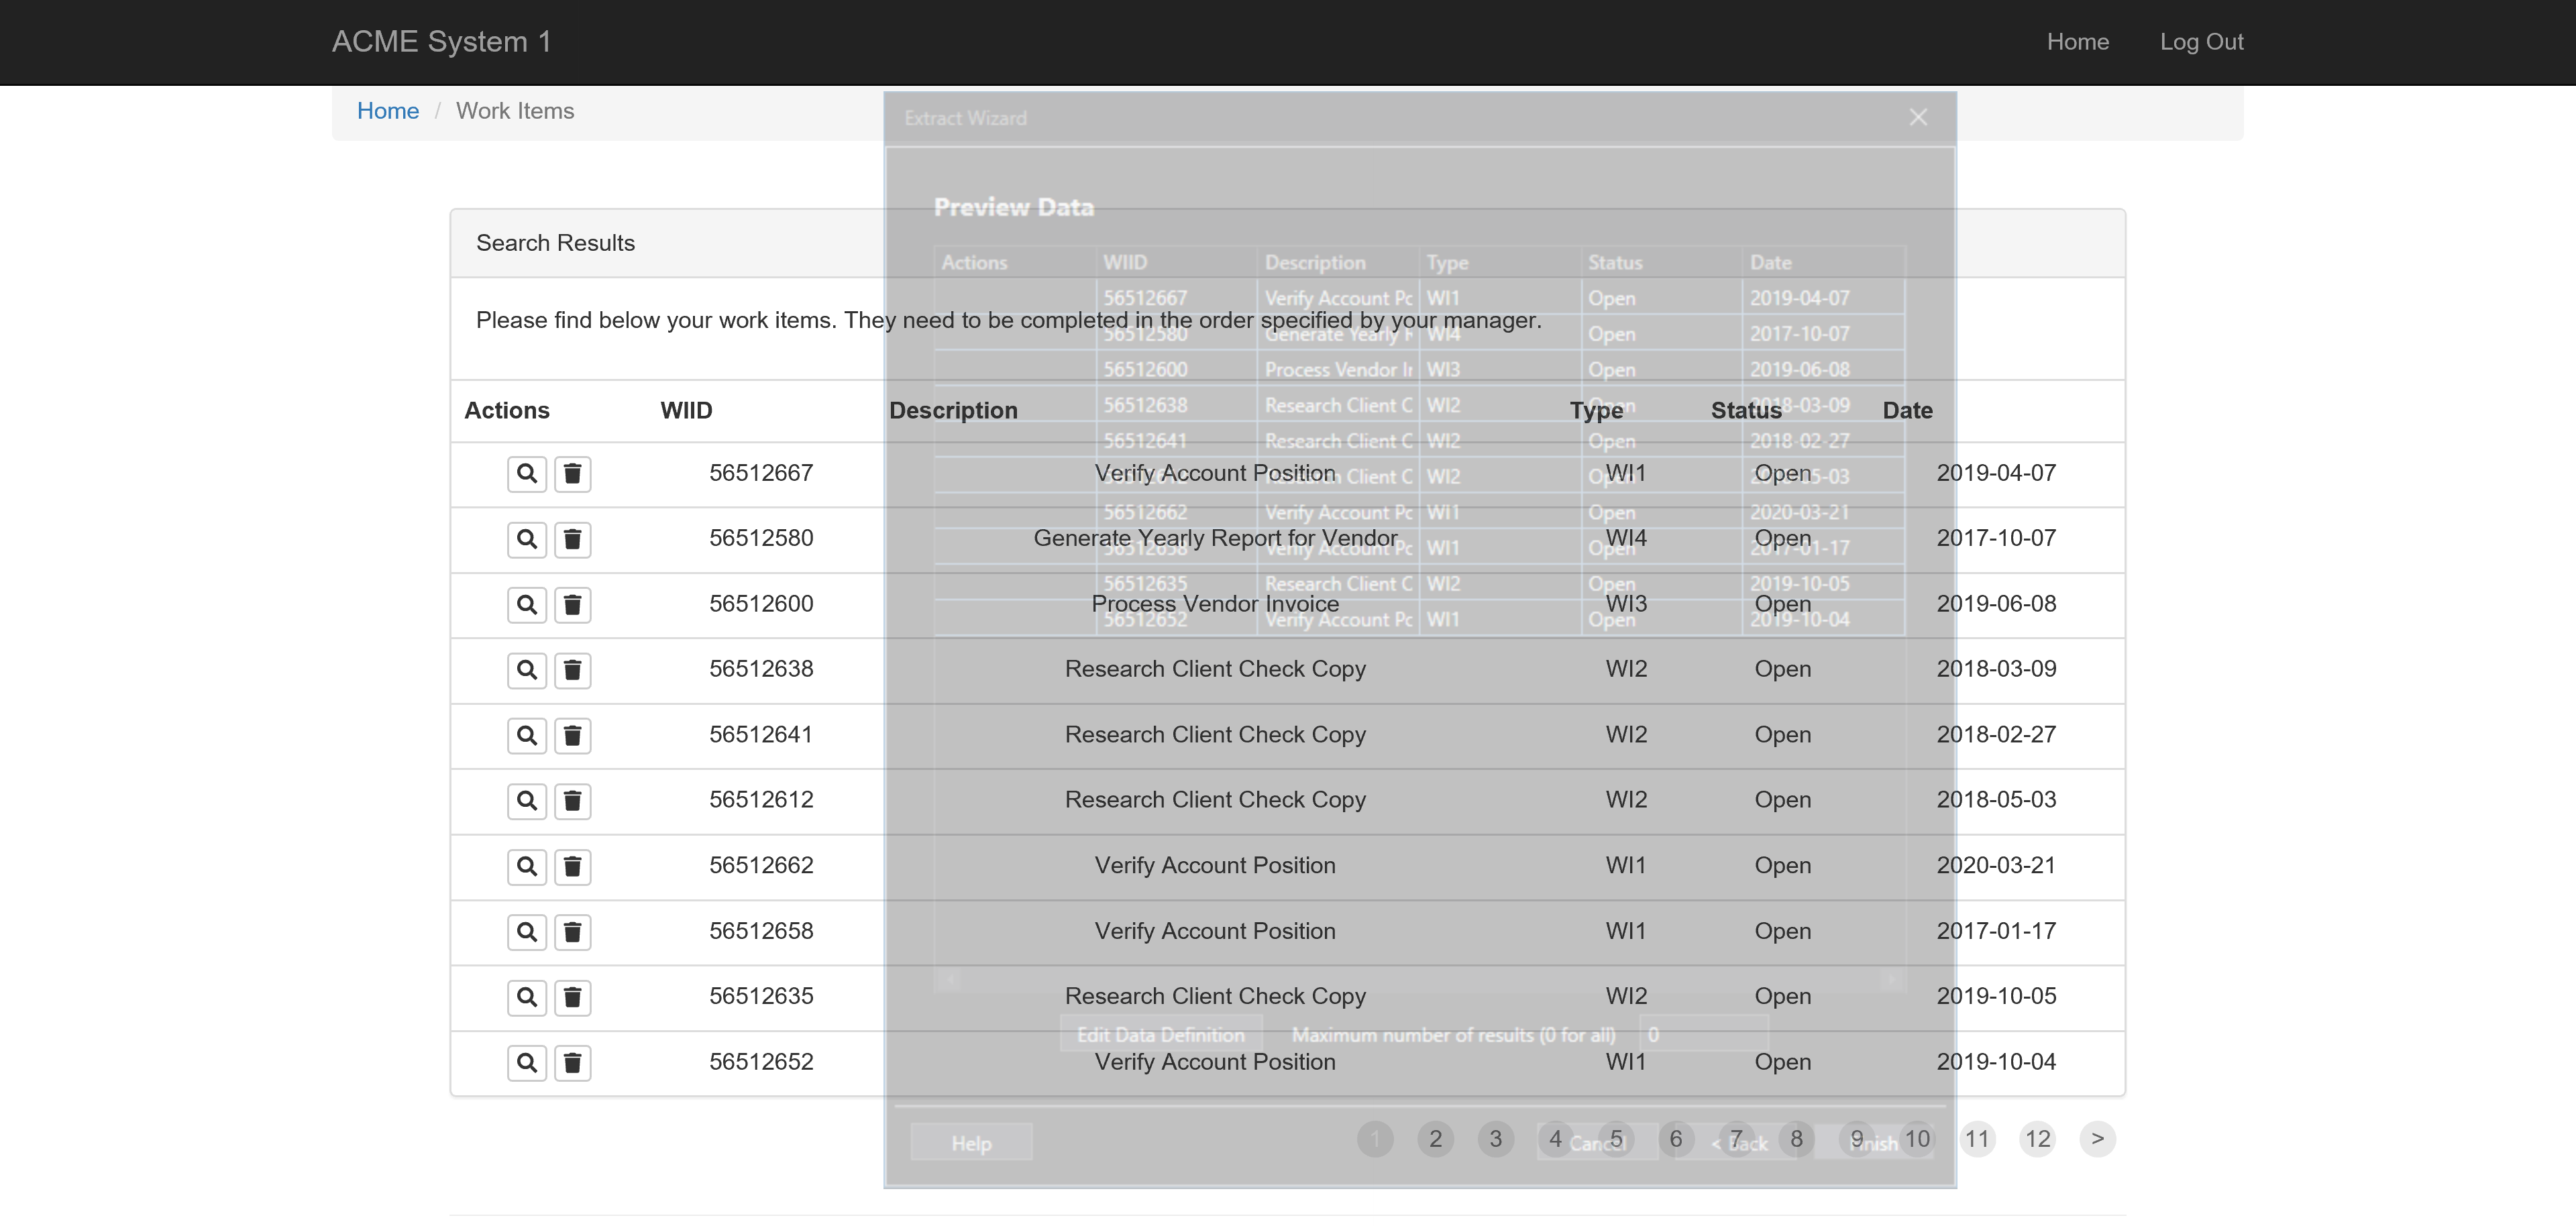 ACME System 1
Home Log Out
Home / Work Items
Extract Wizard
Preview Data
Search Results
Please find below your work items. They need to be completed in the order specified by your manager.
Actions WIID Description Type Status Date
56512667 Verify Account Position WI1 Open 2019-04-07
56512580 Generate Yearly Report for Vendor WI4 Open 2017-10-07
56512600 Process Vendor Invoice WI3 Open 2019-06-08
56512638 Research Client Check Copy WI2 Open 2018-03-09
56512641 Research Client Check Copy WI2 Open 2018-02-27
56512612 Research Client Check Copy WI2 Open 2018-05-03
56512662 Verify Account Position WI1 Open 2020-03-21
56512658 Verify Account Position WI1 Open 2017-01-17
56512635 Research Client Check Copy WI2 Open 2019-10-05
56512652 Verify Account Position WI1 Open 2019-10-04
1 2 3 4 5 6 7 8 9 10 11 12 >
Actions WIID Description Type Status Date
56512667 Verify Account Pc WI1 Open 2019-04-07
56512580 Generate Yearly WI4 Open 2017-10-07
56512600 Process Vendor Ir WI3 Open 2019-06-08
56512638 Research Client C WI2 Open 2018-03-09
56512641 Research Client C WI2 Open 2018-02-27
Research Client C WI2 Open
56512662 Verify Account Pc WI1 Open 2020-03-21
56512658 Verify Account Pc WI1 Open 2017-01-17
56512635 Research Client C WI2 Open 2019-10-05
56512652 Verify Account Pc WI1 Open 2019-10-04
Edit Data Definition Maximum number of results (0 for all) 0
Help Cancel < Back Finish